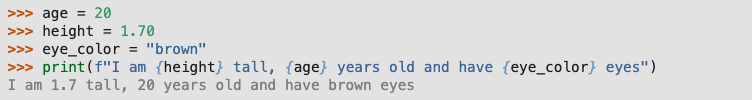 >>> age = 20
>>> height = 1.70
>>> eye_color = "brown"
>>> print(f"I am {height} tall, {age} years old and have {eye_color} eyes")
I am 1.7 tall, 20 years old and have brown eyes